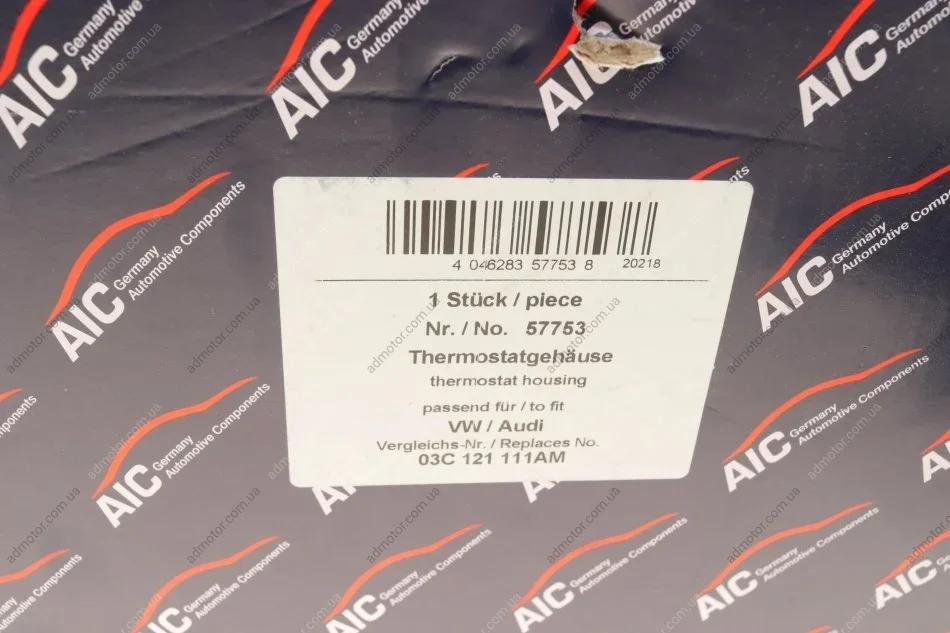 AIC Germany Automotive Components
4 046283 57753 8 20218
1 Stück / piece
Nr. / No. 57753
Thermostatgehäuse
thermostat housing
passend für / to fit
VW / Audi
Vergleichs-Nr. / Replaces No.
03C 121 111AM
admotor.com.ua